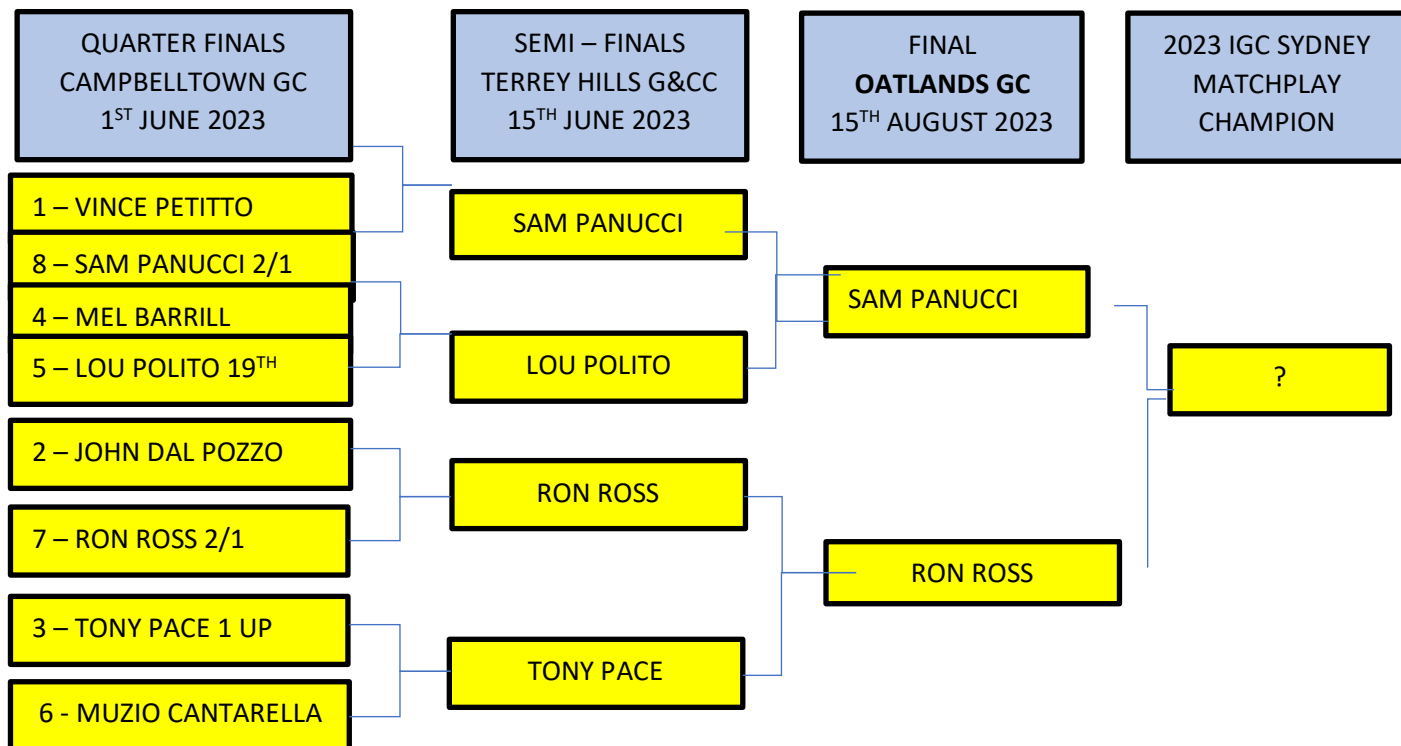 QUARTER FINALS
CAMPBELLTOWN GC
1ST JUNE 2023
SEMI – FINALS
TERREY HILLS G&CC
15TH JUNE 2023
FINAL
OATLANDS GC
15TH AUGUST 2023
2023 IGC SYDNEY
MATCHPLAY
CHAMPION
1 – VINCE PETITTO
8 – SAM PANUCCI 2/1
4 – MEL BARRILL
5 – LOU POLITO 19TH
2 – JOHN DAL POZZO
7 – RON ROSS 2/1
3 – TONY PACE 1 UP
6 - MUZIO CANTARELLA
SAM PANUCCI
LOU POLITO
RON ROSS
TONY PACE
SAM PANUCCI
RON ROSS
?